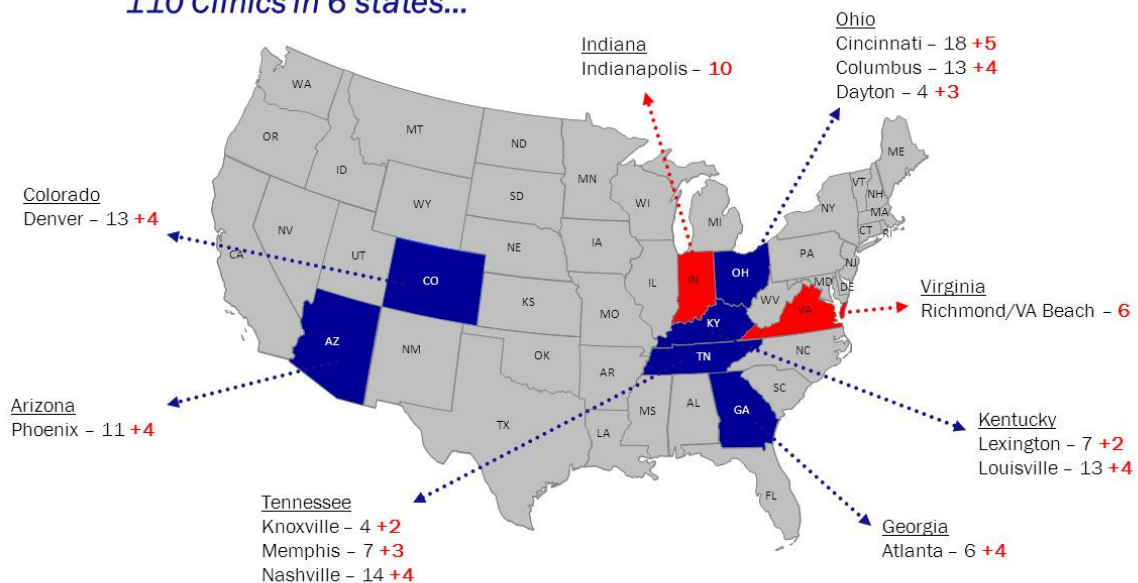 110 Clinics in 6 states...
Indiana
Indianapolis – 10
Ohio
Cincinnati – 18 +5
Columbus – 13 +4
Dayton – 4 +3
Colorado
Denver – 13 +4
Virginia
Richmond/VA Beach – 6
Arizona
Phoenix – 11 +4
Kentucky
Lexington – 7 +2
Louisville – 13 +4
Tennessee
Knoxville – 4 +2
Memphis – 7 +3
Nashville – 14 +4
Georgia
Atlanta – 6 +4
WA
OR
ID
MT
ND
MN
SD
WY
NE
IA
WI
MI
NV
UT
CA
CO
KS
MO
IL
IN
OH
KY
TN
WV
VA
PA
NY
VT
NH
ME
MA
CT
RI
NJ
MD
DE
NC
SC
AZ
NM
OK
AR
TX
LA
MS
AL
GA
FL